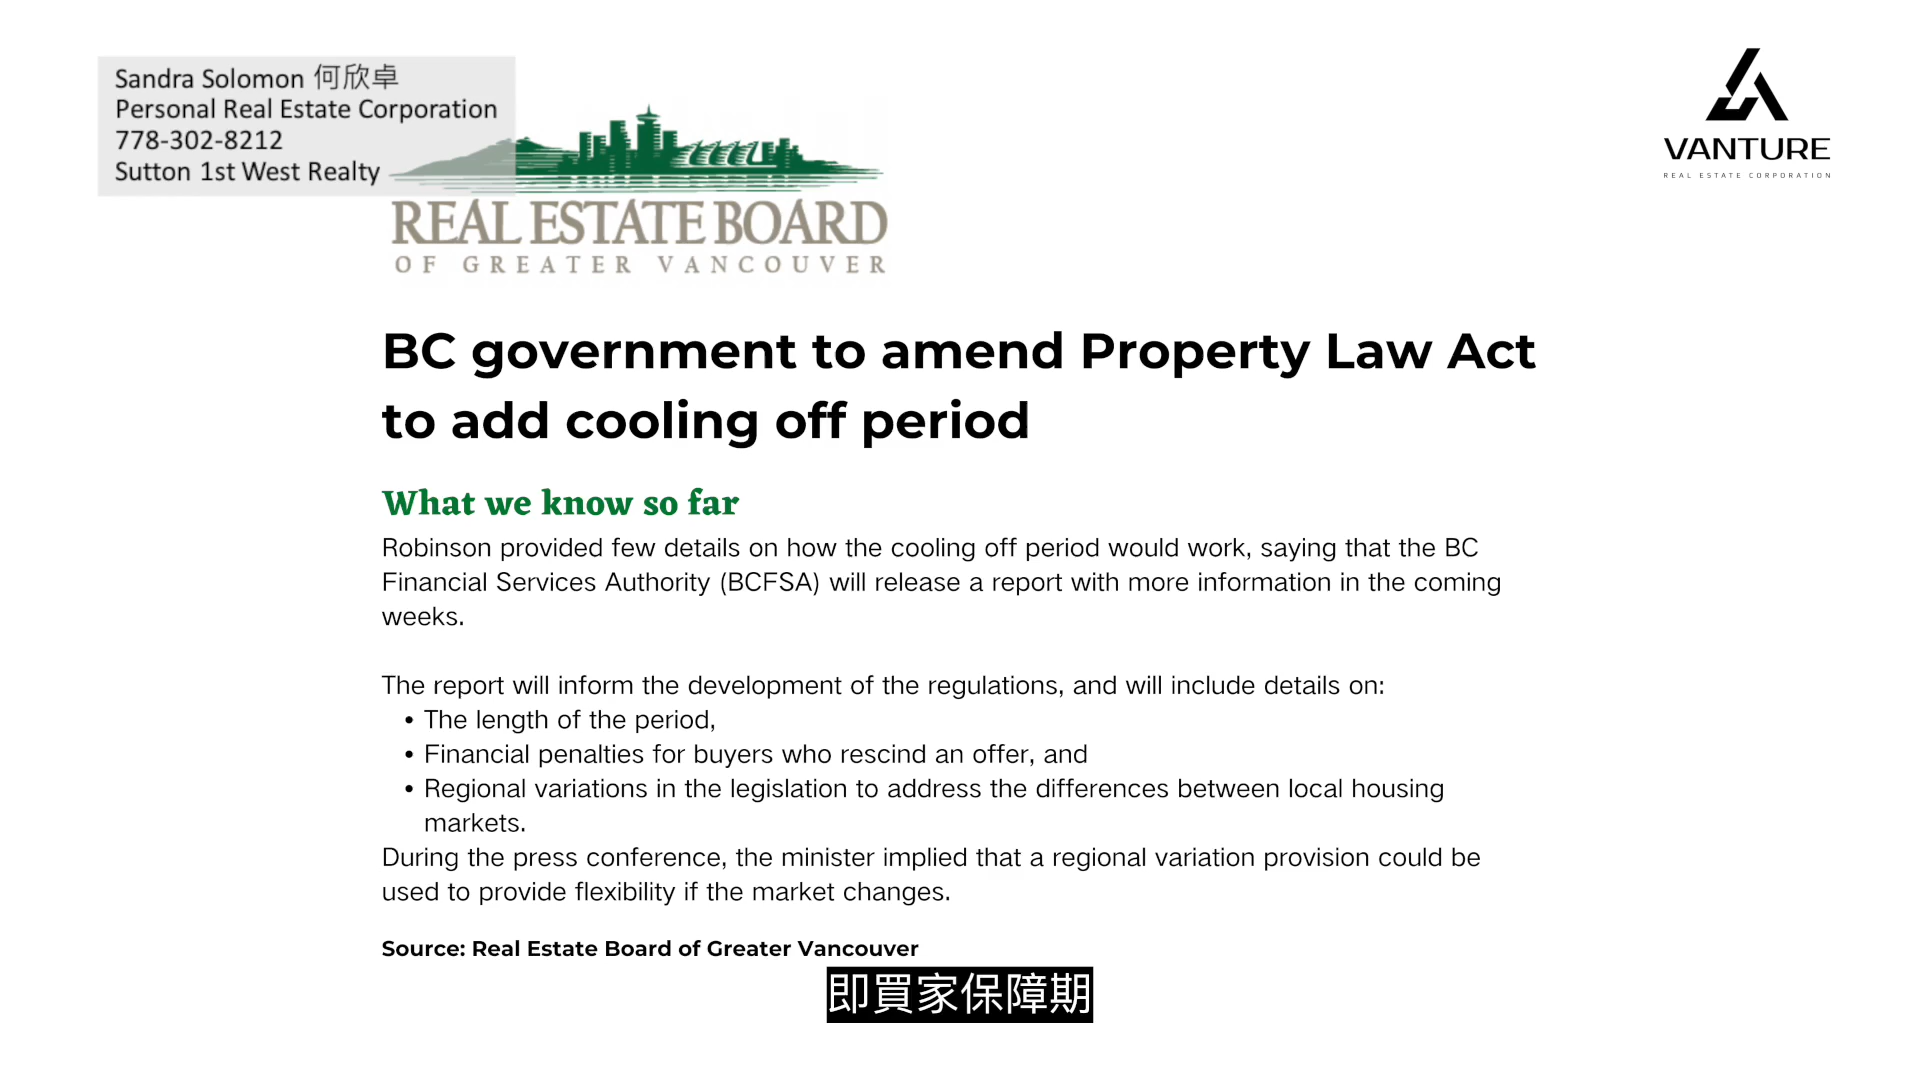 Sandra Solomon 何欣卓
Personal Real Estate Corporation
778-302-8212
Sutton 1st West Realty
VANTURE
REAL ESTATE CORPORATION
REAL ESTATE BOARD
OF GREATER VANCOUVER
BC government to amend Property Law Act
to add cooling off period
What we know so far
Robinson provided few details on how the cooling off period would work, saying that the BC
Financial Services Authority (BCFSA) will release a report with more information in the coming
weeks.
The report will inform the development of the regulations, and will include details on:
• The length of the period,
• Financial penalties for buyers who rescind an offer, and
• Regional variations in the legislation to address the differences between local housing
markets.
During the press conference, the minister implied that a regional variation provision could be
used to provide flexibility if the market changes.
Source: Real Estate Board of Greater Vancouver
即買家保障期